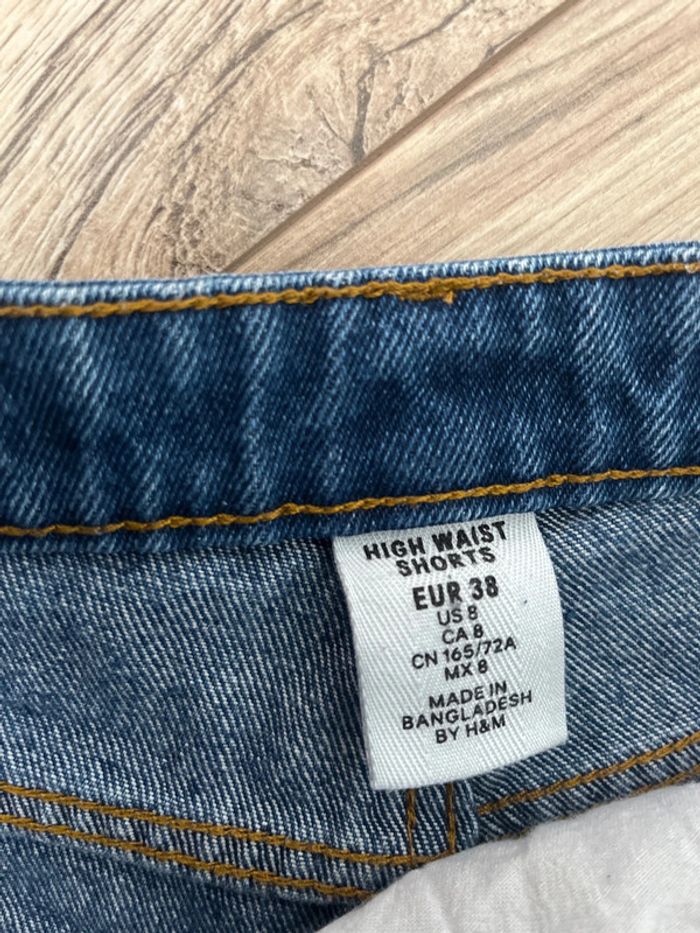 HIGH WAIST
SHORTS
EUR 38
US 8
CA 8
CN 165/72A
MX 8
MADE IN
BANGLADESH
BY H&M